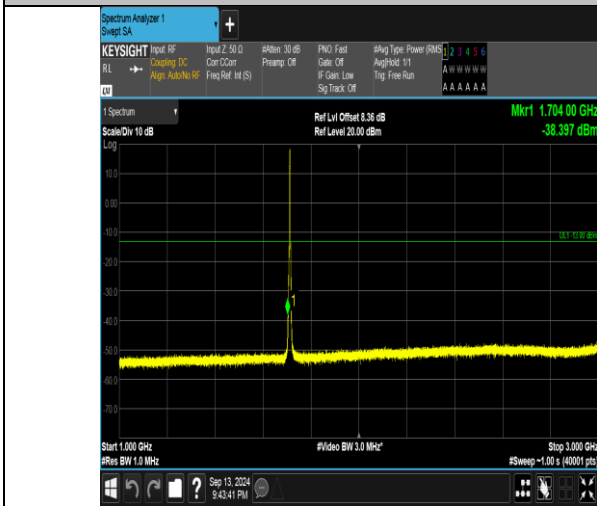 Spectrum Analyzer 1
Swept SA
+
KEYSIGHT
RL
Input: RF
Coupling: DC
Align: Auto/No RF
Input Z: 50 Ω
Corr CCorr
Freq Ref: Int (S)
#Atten: 30 dB
Preamp: Off
PNO: Fast
Gate: Off
IF Gain: Low
Sig Track: Off
#Avg Type: Power (RMS
Avg|Hold: 1/1
Trig: Free Run
1 2 3 4 5 6
A W W W W W
A A A A A A
1 Spectrum
Scale/Div 10 dB
Log
Ref Lvl Offset 8.36 dB
Ref Level 20.00 dBm
Mkr1 1.704 00 GHz
-38.397 dBm
10.0
0.00
-10.0
DL1 -13.00 dBm
-20.0
-30.0
1
-40.0
-50.0
-60.0
-70.0
Start 1.000 GHz
#Res BW 1.0 MHz
#Video BW 3.0 MHz*
Stop 3.000 GHz
#Sweep ~1.00 s (40001 pts)
?
Sep 13, 2024
9:43:41 PM